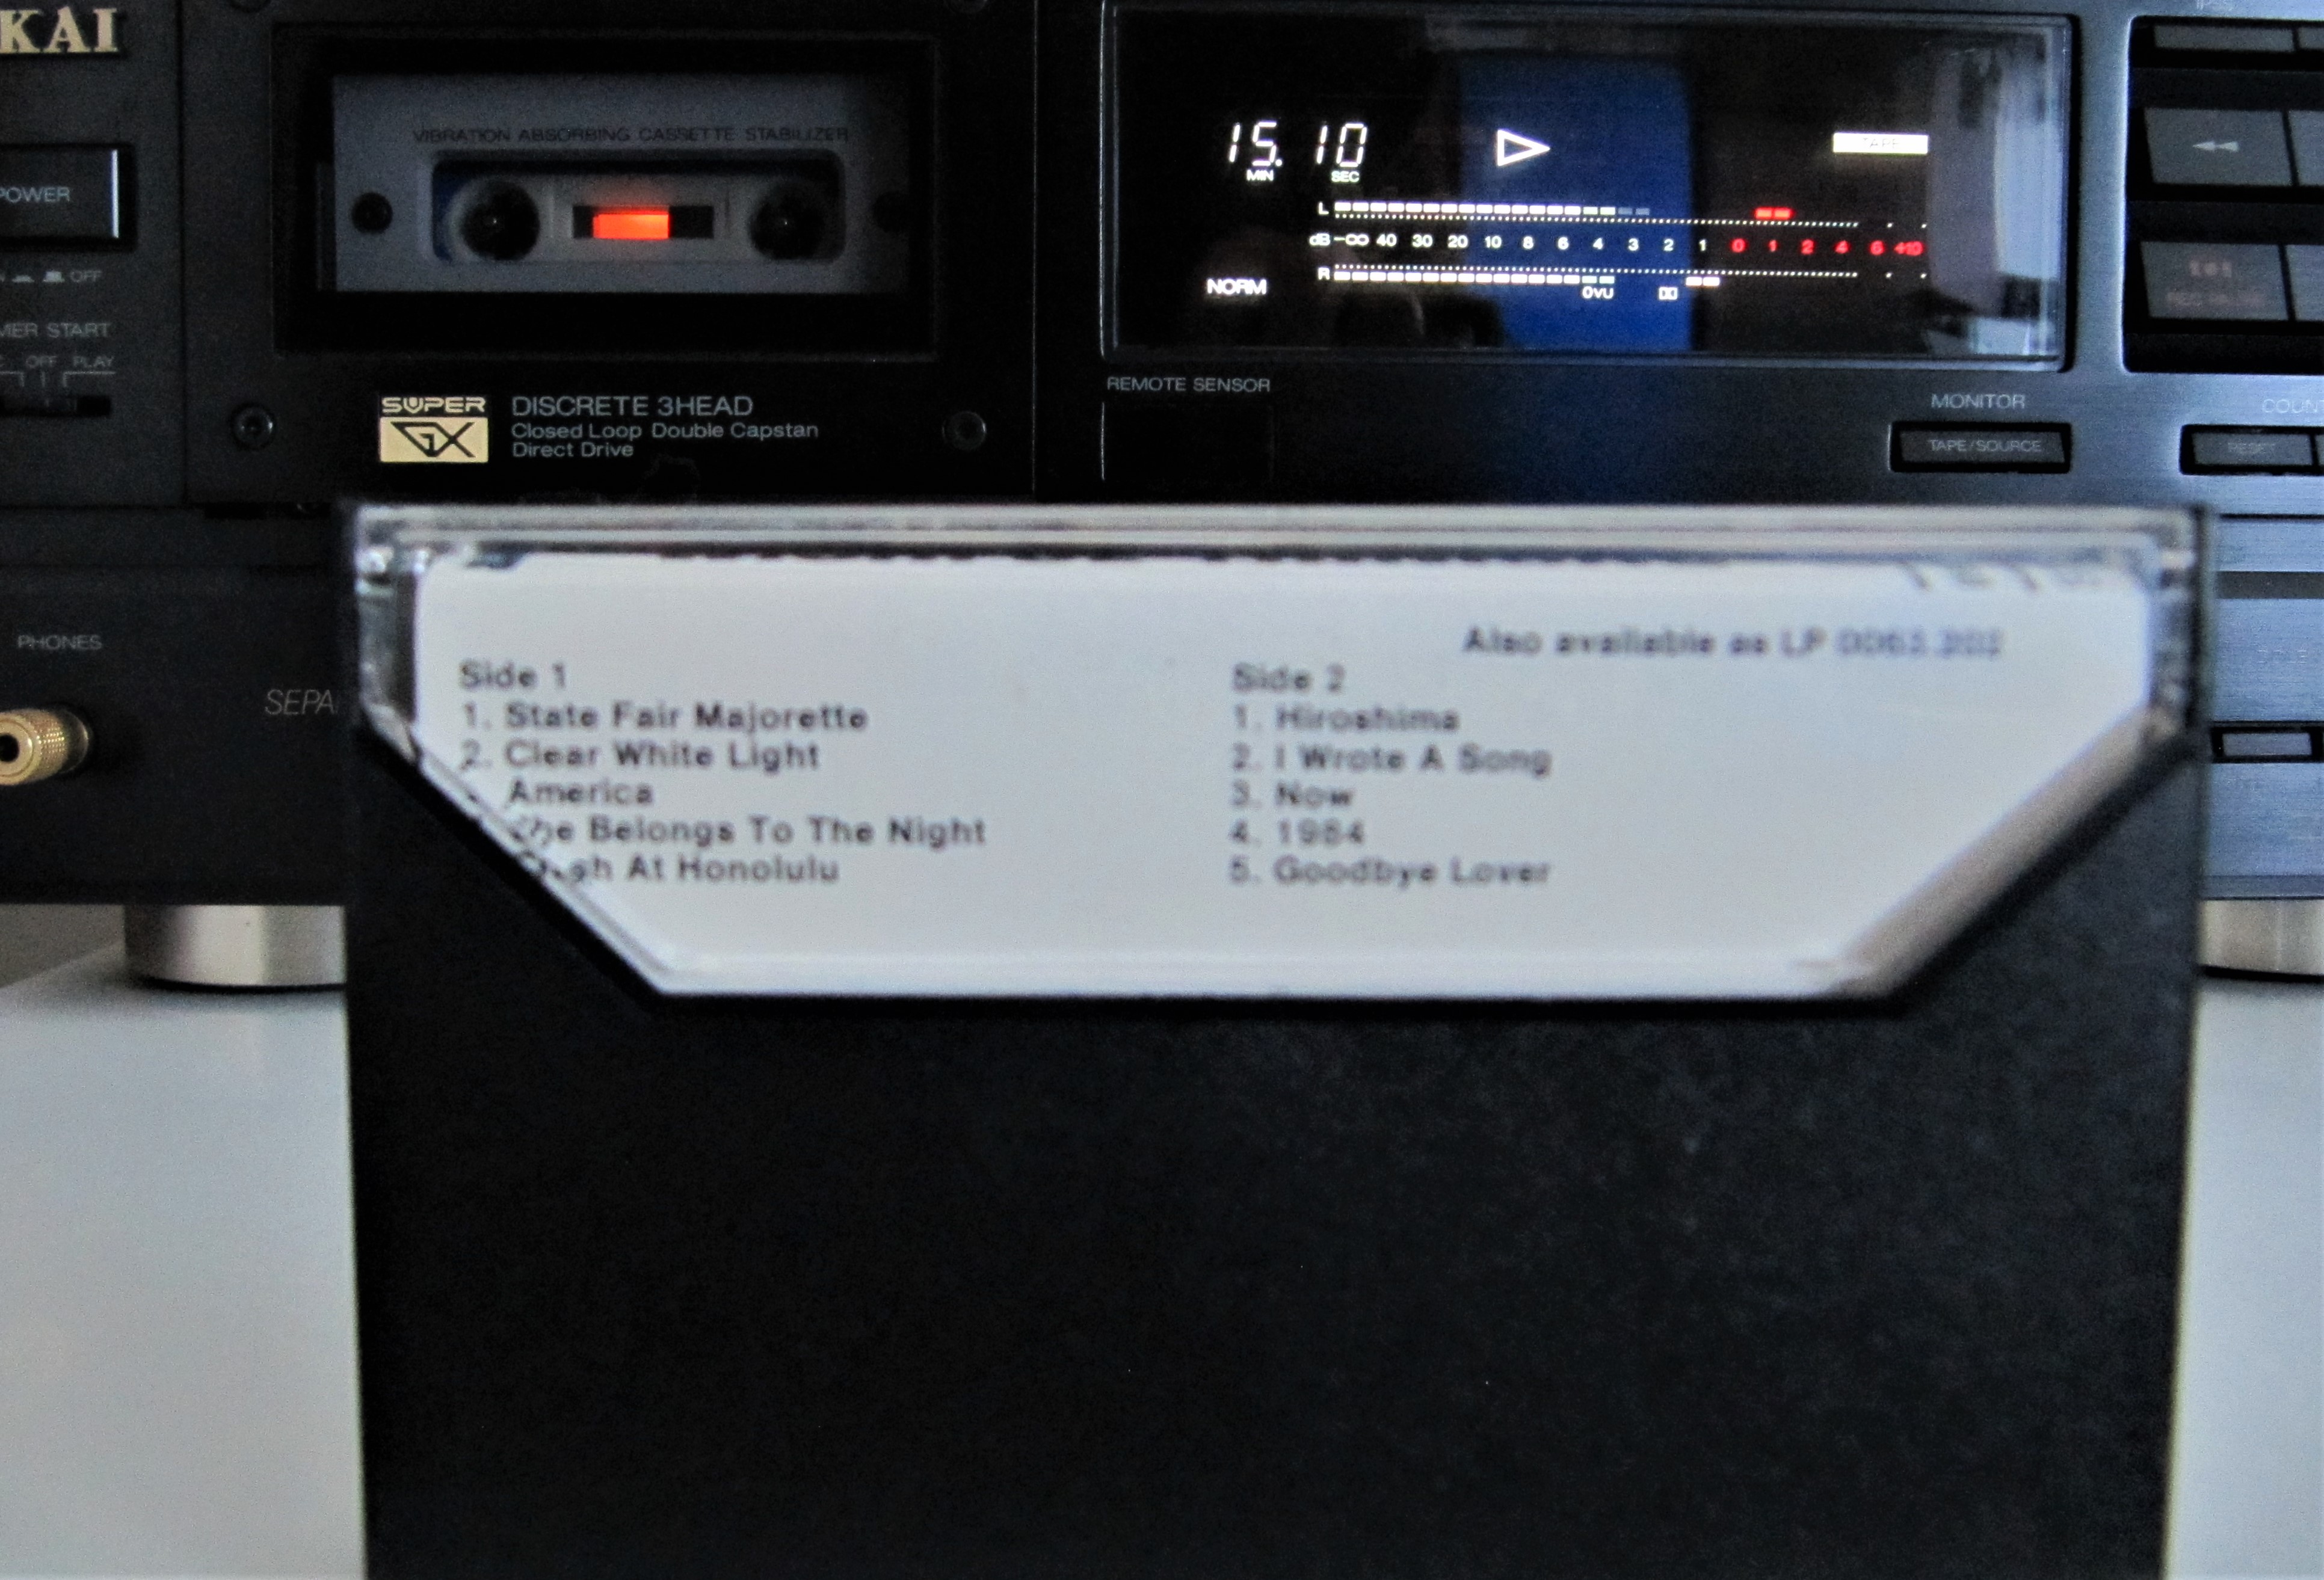 KAI
VIBRATION ABSORBING CASSETTE STABILIZER
POWER
OFF
MER START
OFF PLAY
SUPER
GX
DISCRETE 3HEAD
Closed Loop Double Capstan
Direct Drive
15. 10
MIN SEC
L
dB -∞ 40 30 20 10 8 6 4 3 2 1 0 1 2 4 6 +10
R
NORM
0VU
REMOTE SENSOR
MONITOR
TAPE/SOURCE
COUN
RESET
PHONES
SEPA
Also available as LP
Side 1
1. State Fair Majorette
2. Clear White Light
America
he Belongs To The Night
At Honolulu
Side 2
1. Hiroshima
2. I Wrote A Song
3. Now
4. 1984
5. Goodbye Lover